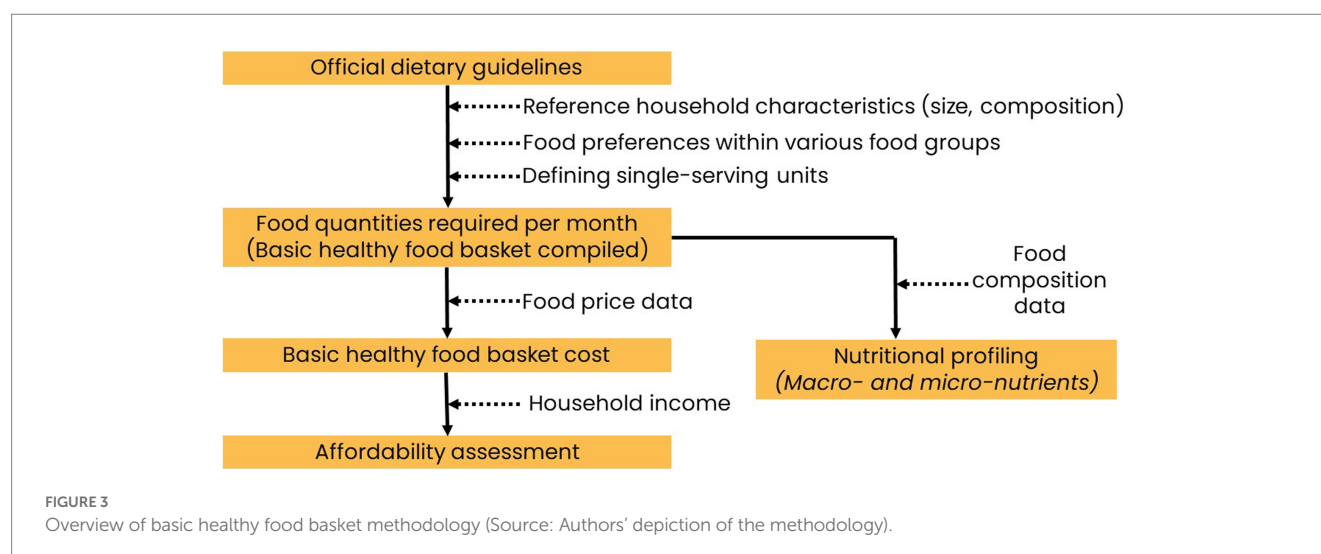 Official dietary guidelines
Reference household characteristics (size, composition)
Food preferences within various food groups
Defining single-serving units
Food quantities required per month
(Basic healthy food basket compiled)
Food
composition
data
Food price data
Basic healthy food basket cost
Nutritional profiling
(Macro- and micro-nutrients)
Household income
Affordability assessment
FIGURE 3
Overview of basic healthy food basket methodology (Source: Authors’ depiction of the methodology).